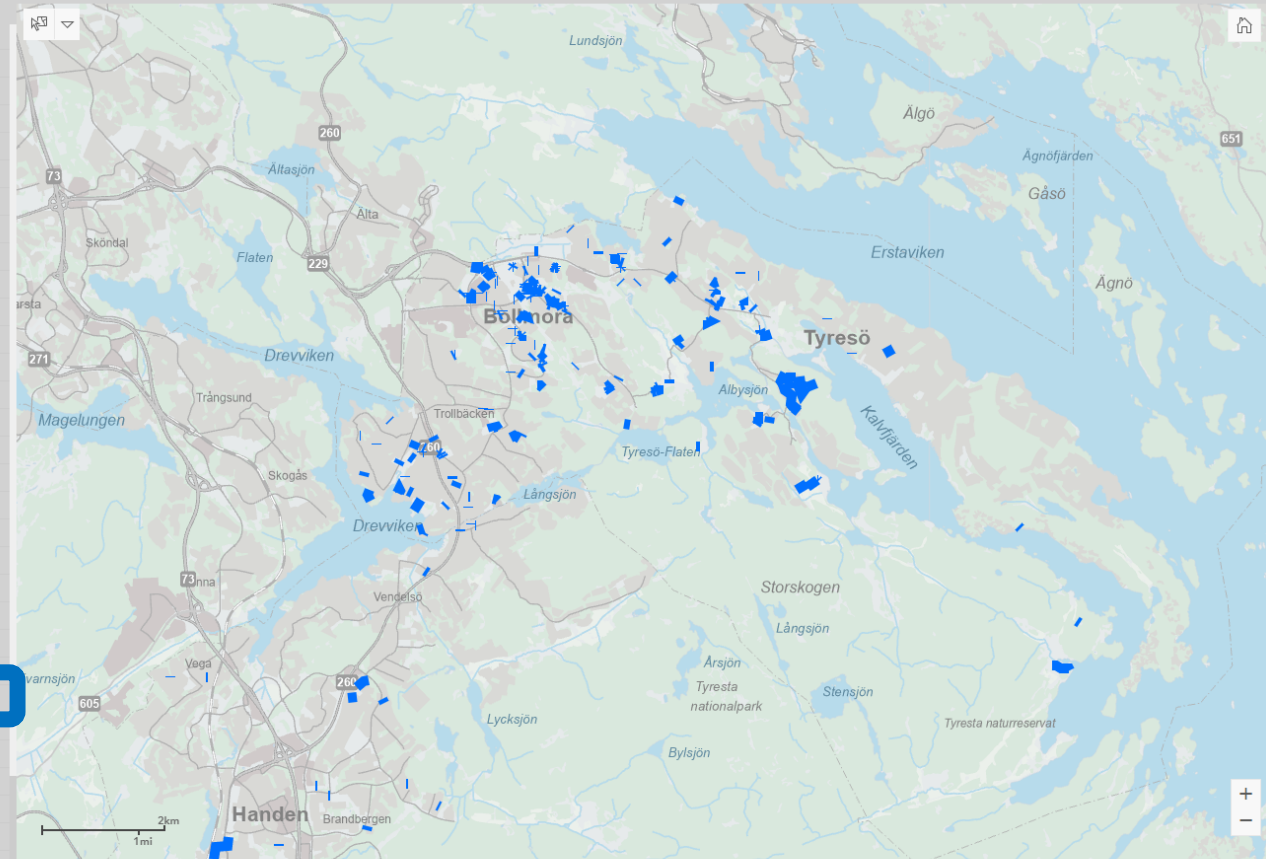 Lundsjön
Älgö
260
651
Ägnöfjärden
Ältasjön
73
Gåsö
Älta
Sköndal
Erstaviken
Flaten
229
Ägnö
Bollmora
Tyresö
Drevviken
271
Albysjön
Trångsund
Trollbäcken
Magelungen
Kalvfjärden
260
Tyresö-Flaten
Skogås
Långsjön
Drevviken
73
Storskogen
Vendelsö
Långsjön
Vega
Årsjön
260
Tyresta
nationalpark
Stensjön
605
Lycksjön
Tyresta naturreservat
Bylsjön
Handen
Brandbergen
2km
1mi
+
−